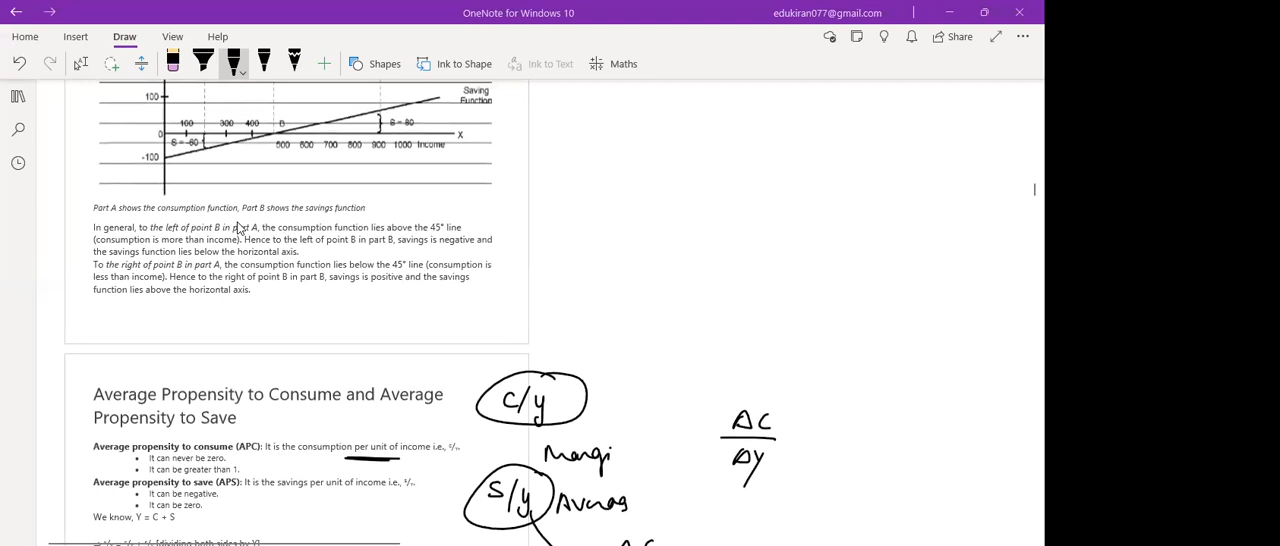 OneNote for Windows 10
edukiran077@gmail.com
Home Insert Draw View Help
Share
Shapes Ink to Shape Ink to Text Maths
100
Saving
Function
100 300 400 B S = 80
0 X
S = -60 500 600 700 800 900 1000 Income
-100
Part A shows the consumption function, Part B shows the savings function
In general, to the left of point B in part A, the consumption function lies above the 45° line
(consumption is more than income). Hence to the left of point B in part B, savings is negative and
the savings function lies below the horizontal axis.
To the right of point B in part A, the consumption function lies below the 45° line (consumption is
less than income). Hence to the right of point B in part B, savings is positive and the savings
function lies above the horizontal axis.
Average Propensity to Consume and Average
Propensity to Save
C/y
ΔC
ΔY
Average propensity to consume (APC): It is the consumption per unit of income i.e., C/Y.
It can never be zero.
It can be greater than 1.
Margi
Average propensity to save (APS): It is the savings per unit of income i.e., S/Y.
It can be negative.
It can be zero.
S/y
We know, Y = C + S
[dividing both sides by Y]